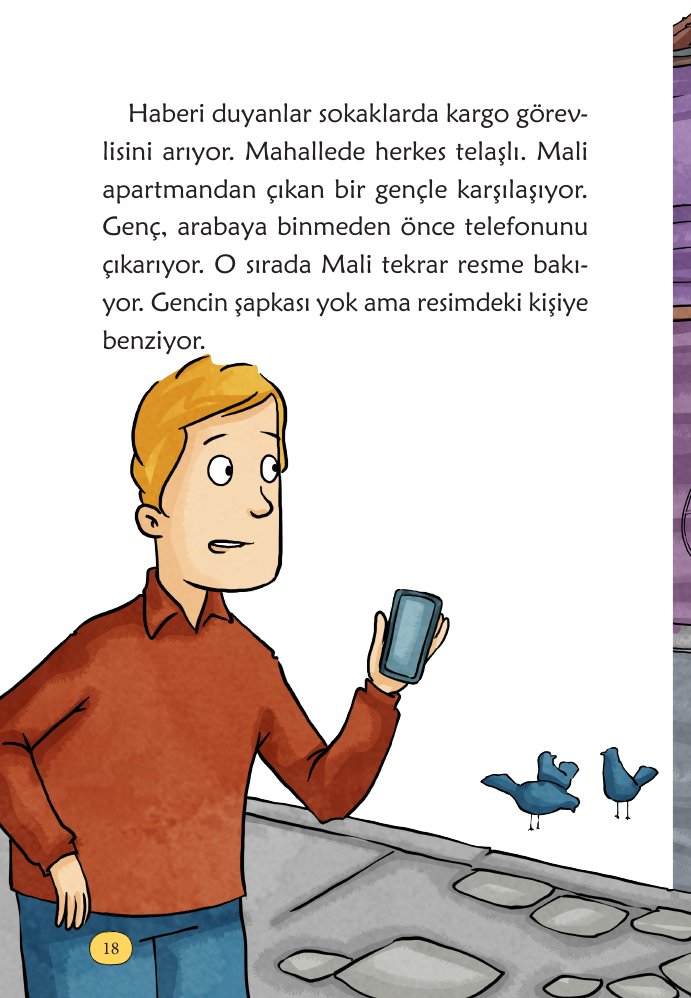 Haberi duyanlar sokaklarda kargo görev-
lisini arıyor. Mahallede herkes telaşlı. Mali
apartmandan çıkan bir gençle karşılaşıyor.
Genç, arabaya binmeden önce telefonunu
çıkarıyor. O sırada Mali tekrar resme bakı-
yor. Gencin şapkası yok ama resimdeki kişiye
benziyor.
18